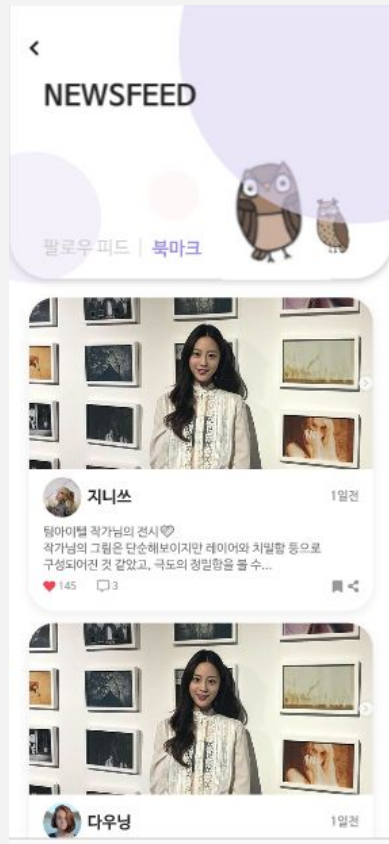 NEWSFEED
팔로우 피드 | 북마크
지니쓰 1일전
팀아이텔 작가님의 전시🤍
작가님의 그림은 단순해보이지만 레이어와 치밀함 등으로
구성되어진 것 같았고, 극도의 정밀함을 볼 수...
145 3
다우닝 1일전